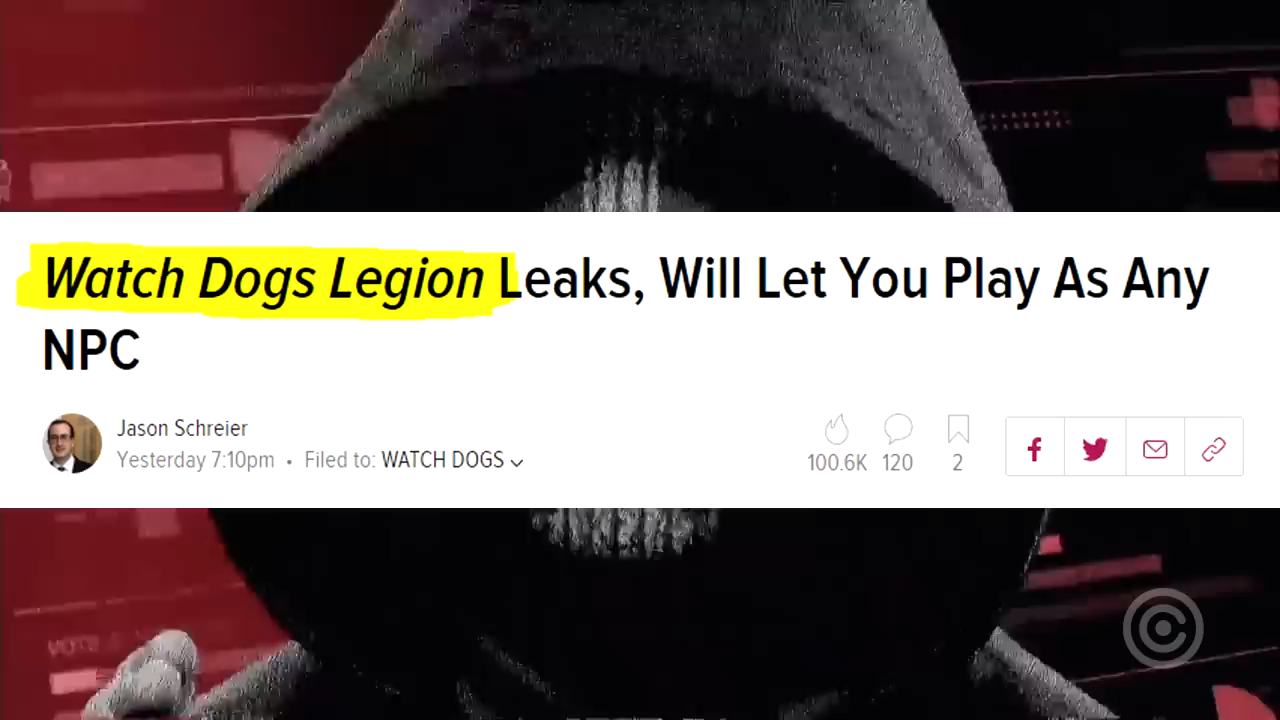 Watch Dogs Legion Leaks, Will Let You Play As Any
NPC
Jason Schreier
Yesterday 7:10pm • Filed to: WATCH DOGS
100.6K 120 2